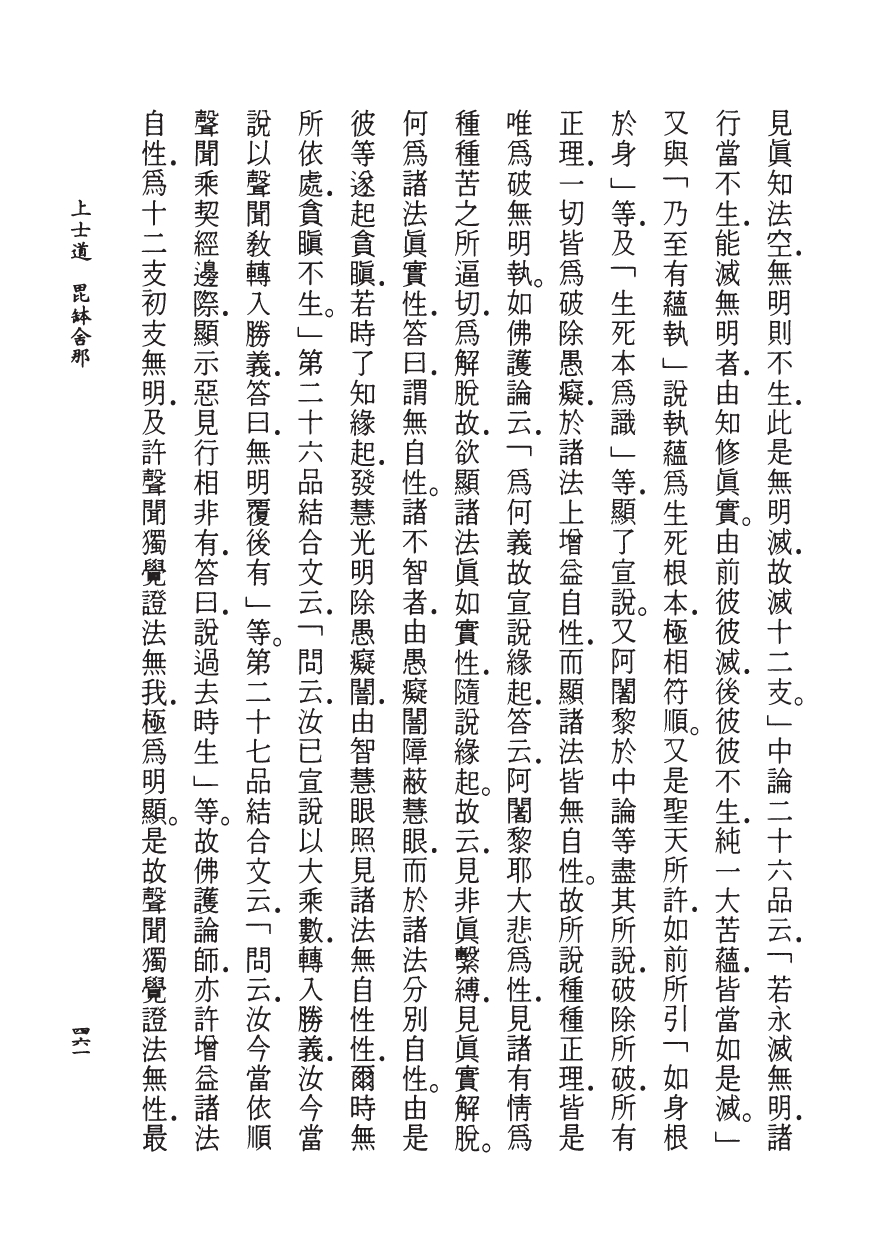 見眞知法空．無明則不生．此是無明滅．故滅十二支。」中論二十六品云．「若永滅無明．諸
行當不生．能滅無明者．由知修眞實。由前彼彼滅．後彼彼不生．純一大苦蘊．皆當如是滅。」
又與「乃至有蘊執」說執蘊爲生死根本．極相符順。又是聖天所許．如前所引「如身根
於身」等．及「生死本爲識」等．顯了宣說。又阿闍黎於中論等盡其所說．破除所破．所有
正理．一切皆爲破除愚癡．於諸法上增益自性．而顯諸法皆無自性。故所說種種正理．皆是
唯爲破無明執。如佛護論云．「爲何義故宣說緣起．答云．阿闍黎耶大悲爲性．見諸有情爲
種種苦之所逼切．爲解脫故．欲顯諸法眞如實性．隨說緣起。故云．見非眞繫縛．見眞實解脫。
何爲諸法眞實性．答曰．謂無自性。諸不智者．由愚癡闇障蔽慧眼．而於諸法分別自性。由是
彼等遂起貪瞋．若時了知緣起．發慧光明除愚癡闇．由智慧眼照見諸法無自性性．爾時無
所依處．貪瞋不生。」第二十六品結合文云．「問云．汝已宣說以大乘數．轉入勝義．汝今當
說以聲聞敎轉入勝義．答曰．無明覆後有」等。第二十七品結合文云．「問云．汝今當依順
聲聞乘契經邊際．顯示惡見行相非有．答曰．說過去時生」等。故佛護論師．亦許增益諸法
自性．爲十二支初支無明．及許聲聞獨覺證法無我．極爲明顯。是故聲聞獨覺證法無性．最
上士道　毘鉢舍那
四六一